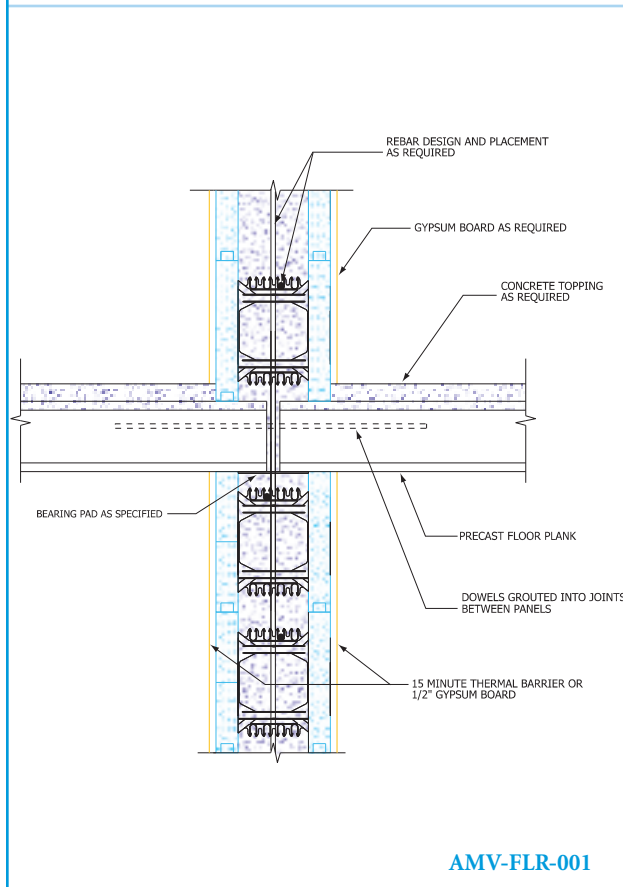 REBAR DESIGN AND PLACEMENT
AS REQUIRED
GYPSUM BOARD AS REQUIRED
CONCRETE TOPPING
AS REQUIRED
BEARING PAD AS SPECIFIED
PRECAST FLOOR PLANK
DOWELS GROUTED INTO JOINTS
BETWEEN PANELS
15 MINUTE THERMAL BARRIER OR
1/2" GYPSUM BOARD
AMV-FLR-001